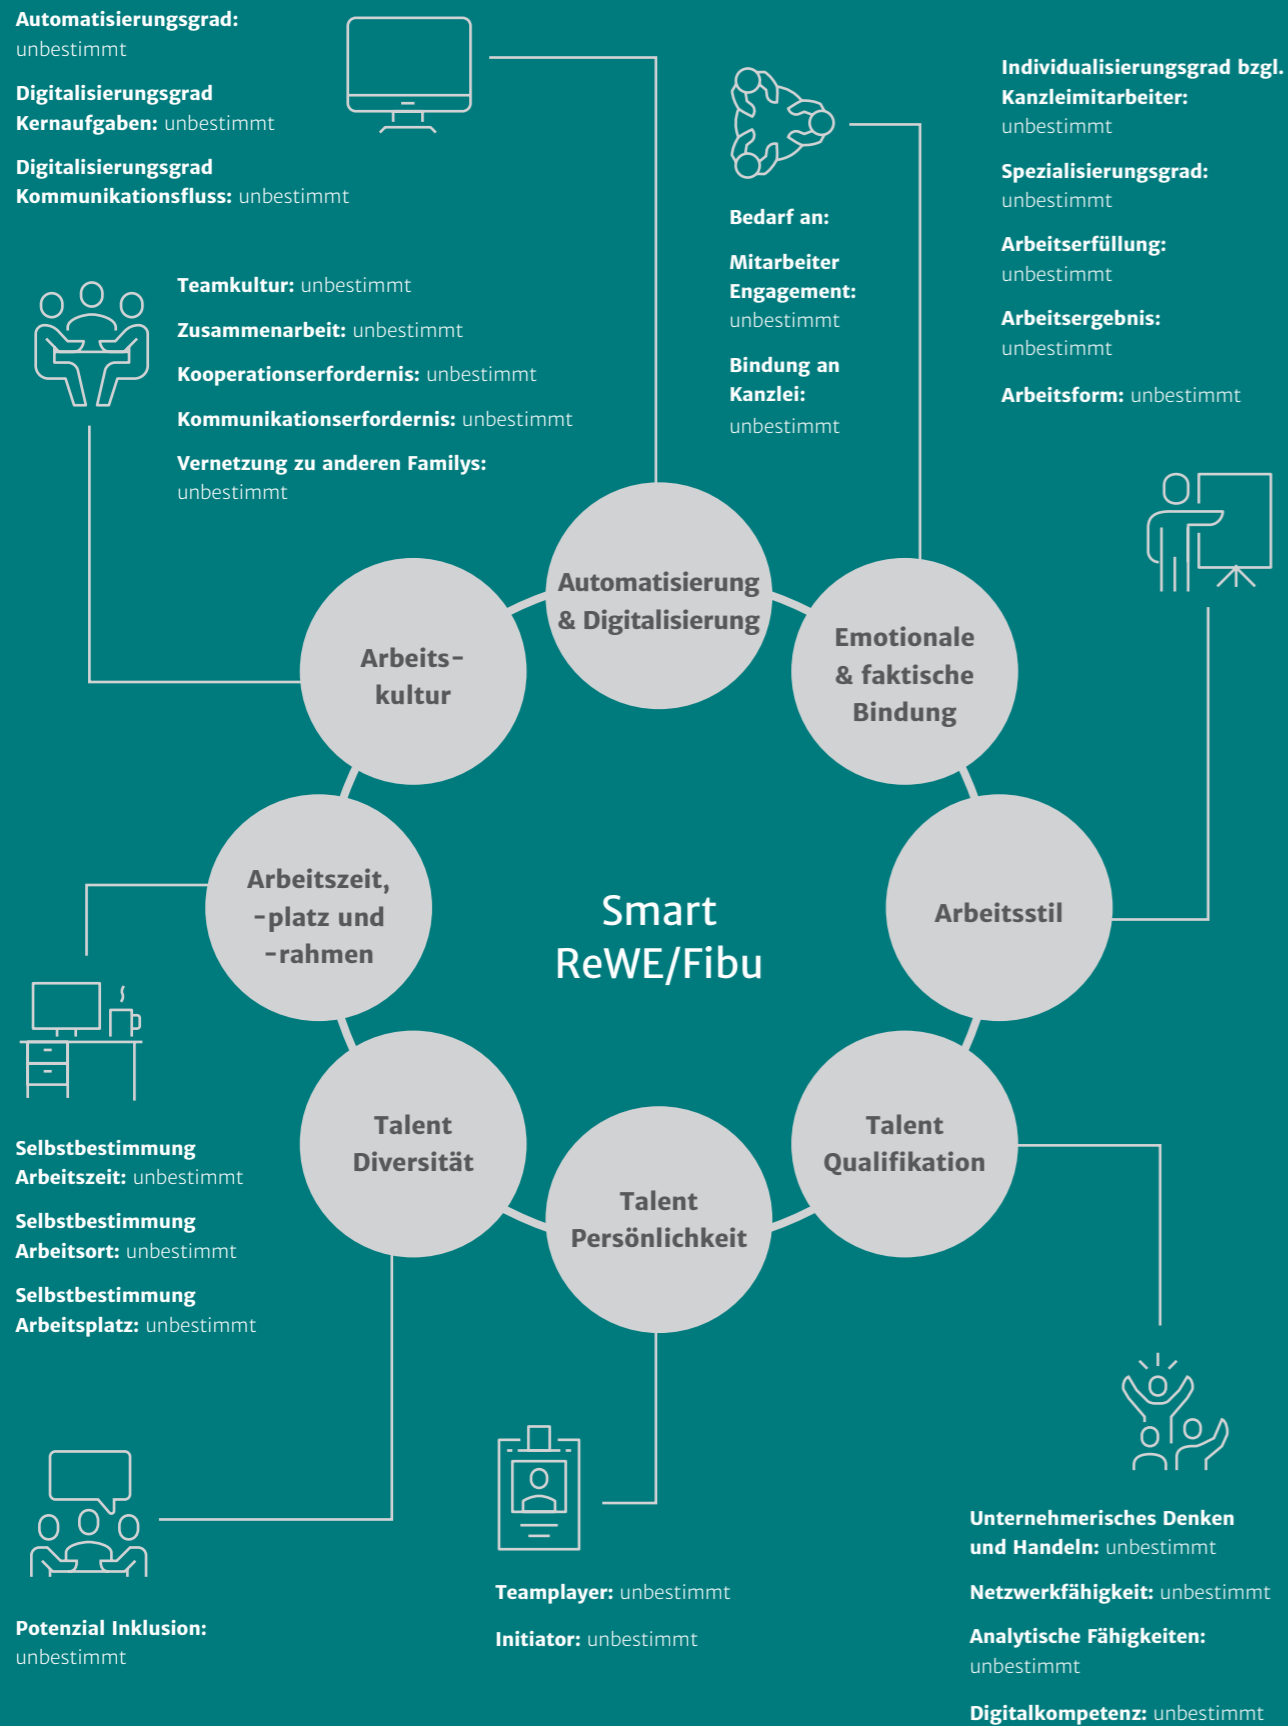 Automatisierungsgrad:
unbestimmt
Digitalisierungsgrad
Kernaufgaben: unbestimmt
Digitalisierungsgrad
Kommunikationsfluss: unbestimmt
Teamkultur: unbestimmt
Zusammenarbeit: unbestimmt
Kooperationserfordernis: unbestimmt
Kommunikationserfordernis: unbestimmt
Vernetzung zu anderen Familys:
unbestimmt
Bedarf an:
Mitarbeiter
Engagement:
unbestimmt
Bindung an
Kanzlei:
unbestimmt
Individualisierungsgrad bzgl.
Kanzleimitarbeiter:
unbestimmt
Spezialisierungsgrad:
unbestimmt
Arbeitserfüllung:
unbestimmt
Arbeitsergebnis:
unbestimmt
Arbeitsform: unbestimmt
Automatisierung
& Digitalisierung
Emotionale
& faktische
Bindung
Arbeits-
kultur
Arbeitszeit,
-platz und
-rahmen
Smart
ReWE/Fibu
Arbeitsstil
Talent
Diversität
Talent
Persönlichkeit
Talent
Qualifikation
Selbstbestimmung
Arbeitszeit: unbestimmt
Selbstbestimmung
Arbeitsort: unbestimmt
Selbstbestimmung
Arbeitsplatz: unbestimmt
Potenzial Inklusion:
unbestimmt
Teamplayer: unbestimmt
Initiator: unbestimmt
Unternehmerisches Denken
und Handeln: unbestimmt
Netzwerkfähigkeit: unbestimmt
Analytische Fähigkeiten:
unbestimmt
Digitalkompetenz: unbestimmt